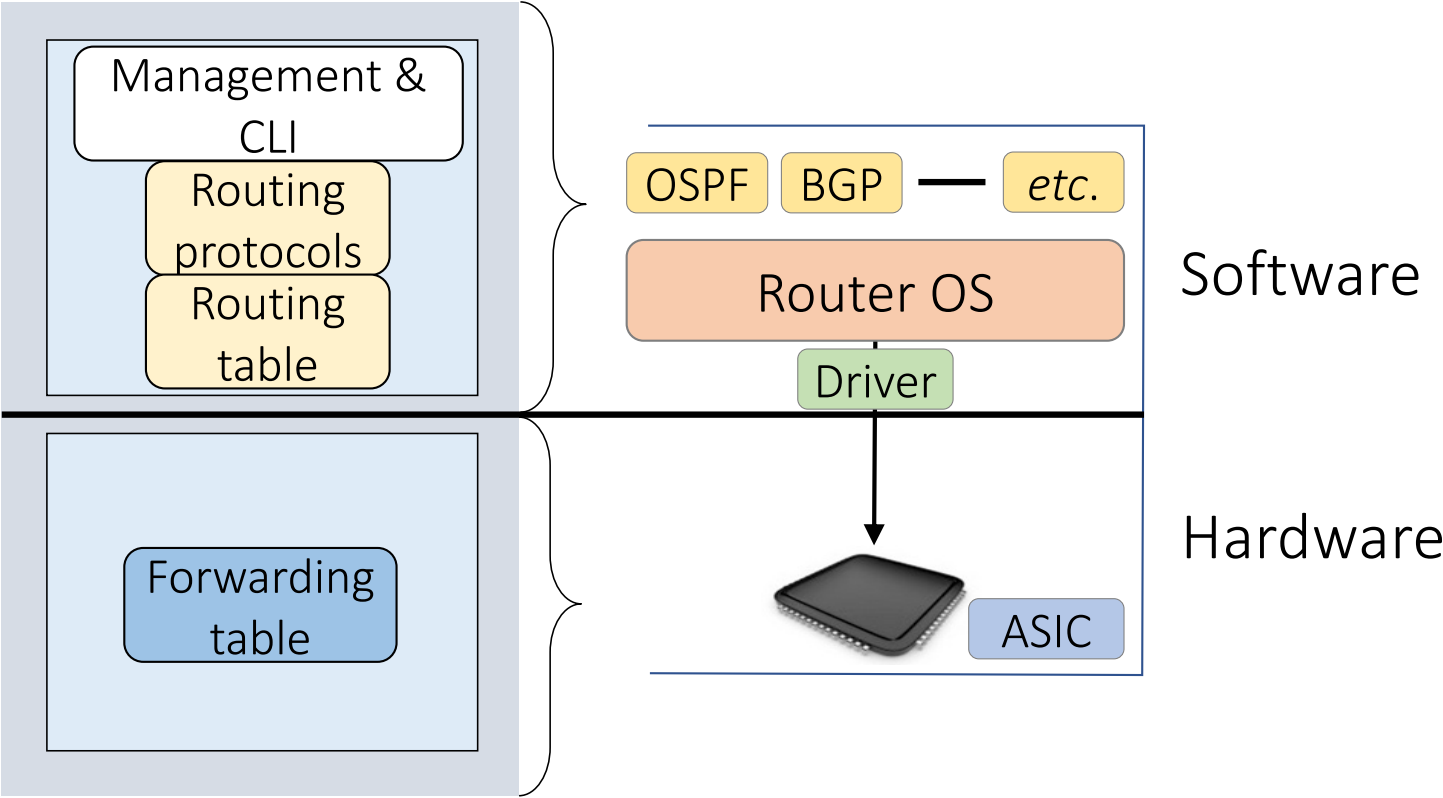 Management &
CLI
Routing
protocols
Routing
table
OSPF
BGP
etc.
Router OS
Driver
Software
Forwarding
table
ASIC
Hardware